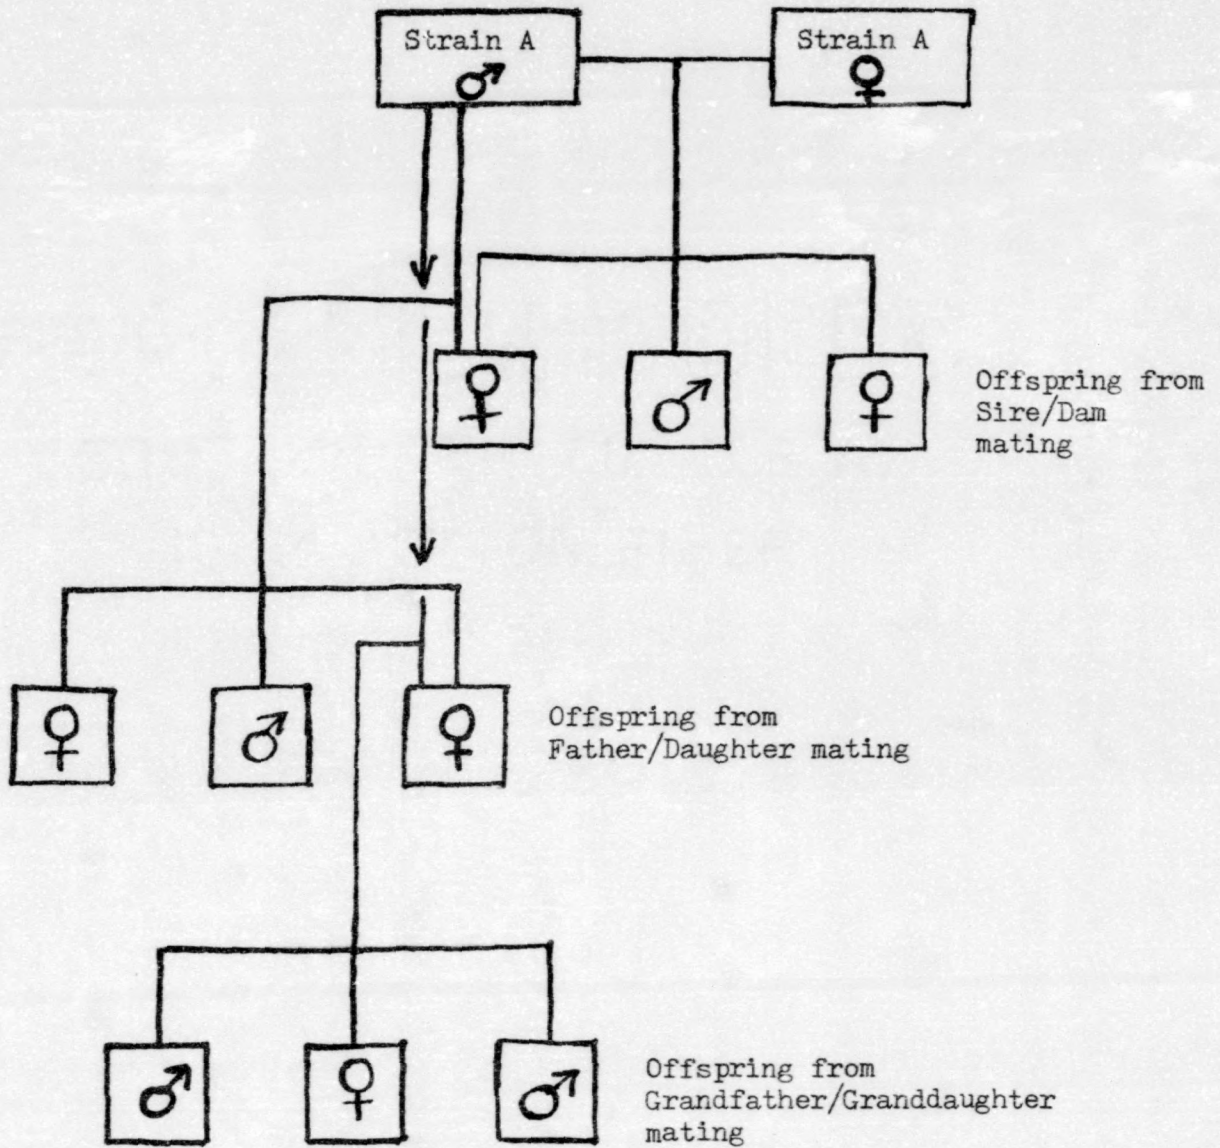 Strain A
♂
Strain A
♀
♀
♂
♀
Offspring from
Sire/Dam
mating
♀
♂
♀
Offspring from
Father/Daughter mating
♂
♀
♂
Offspring from
Grandfather/Granddaughter
mating